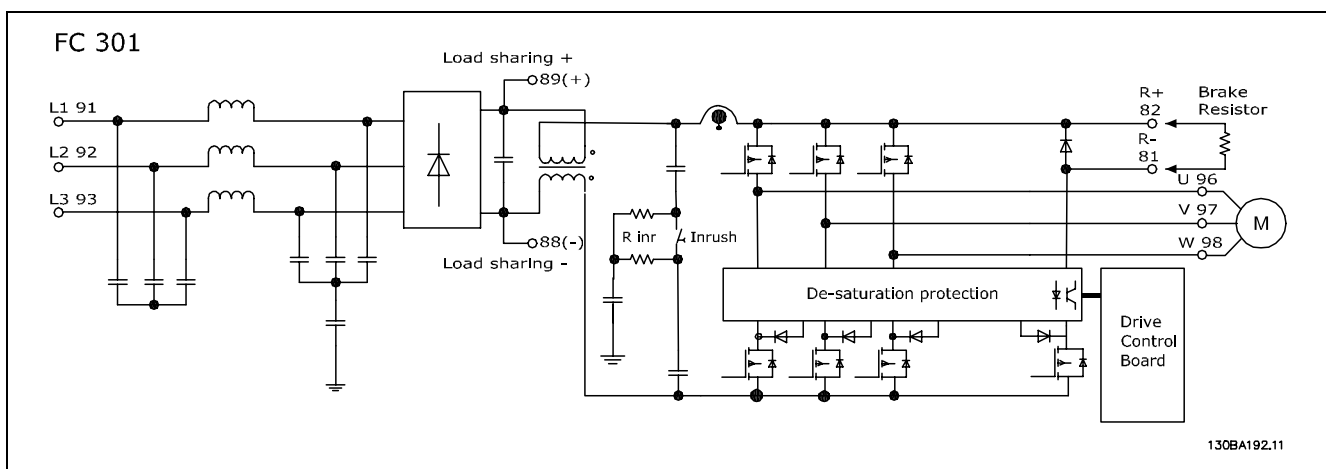 FC 301
Load sharing +
89(+)
R+
82
Brake
Resistor
L1 91
L2 92
R-
81
U 96
L3 93
V 97
M
R inr
Inrush
W 98
88(-)
Load sharing -
De-saturation protection
Drive
Control
Board
130BA192.11